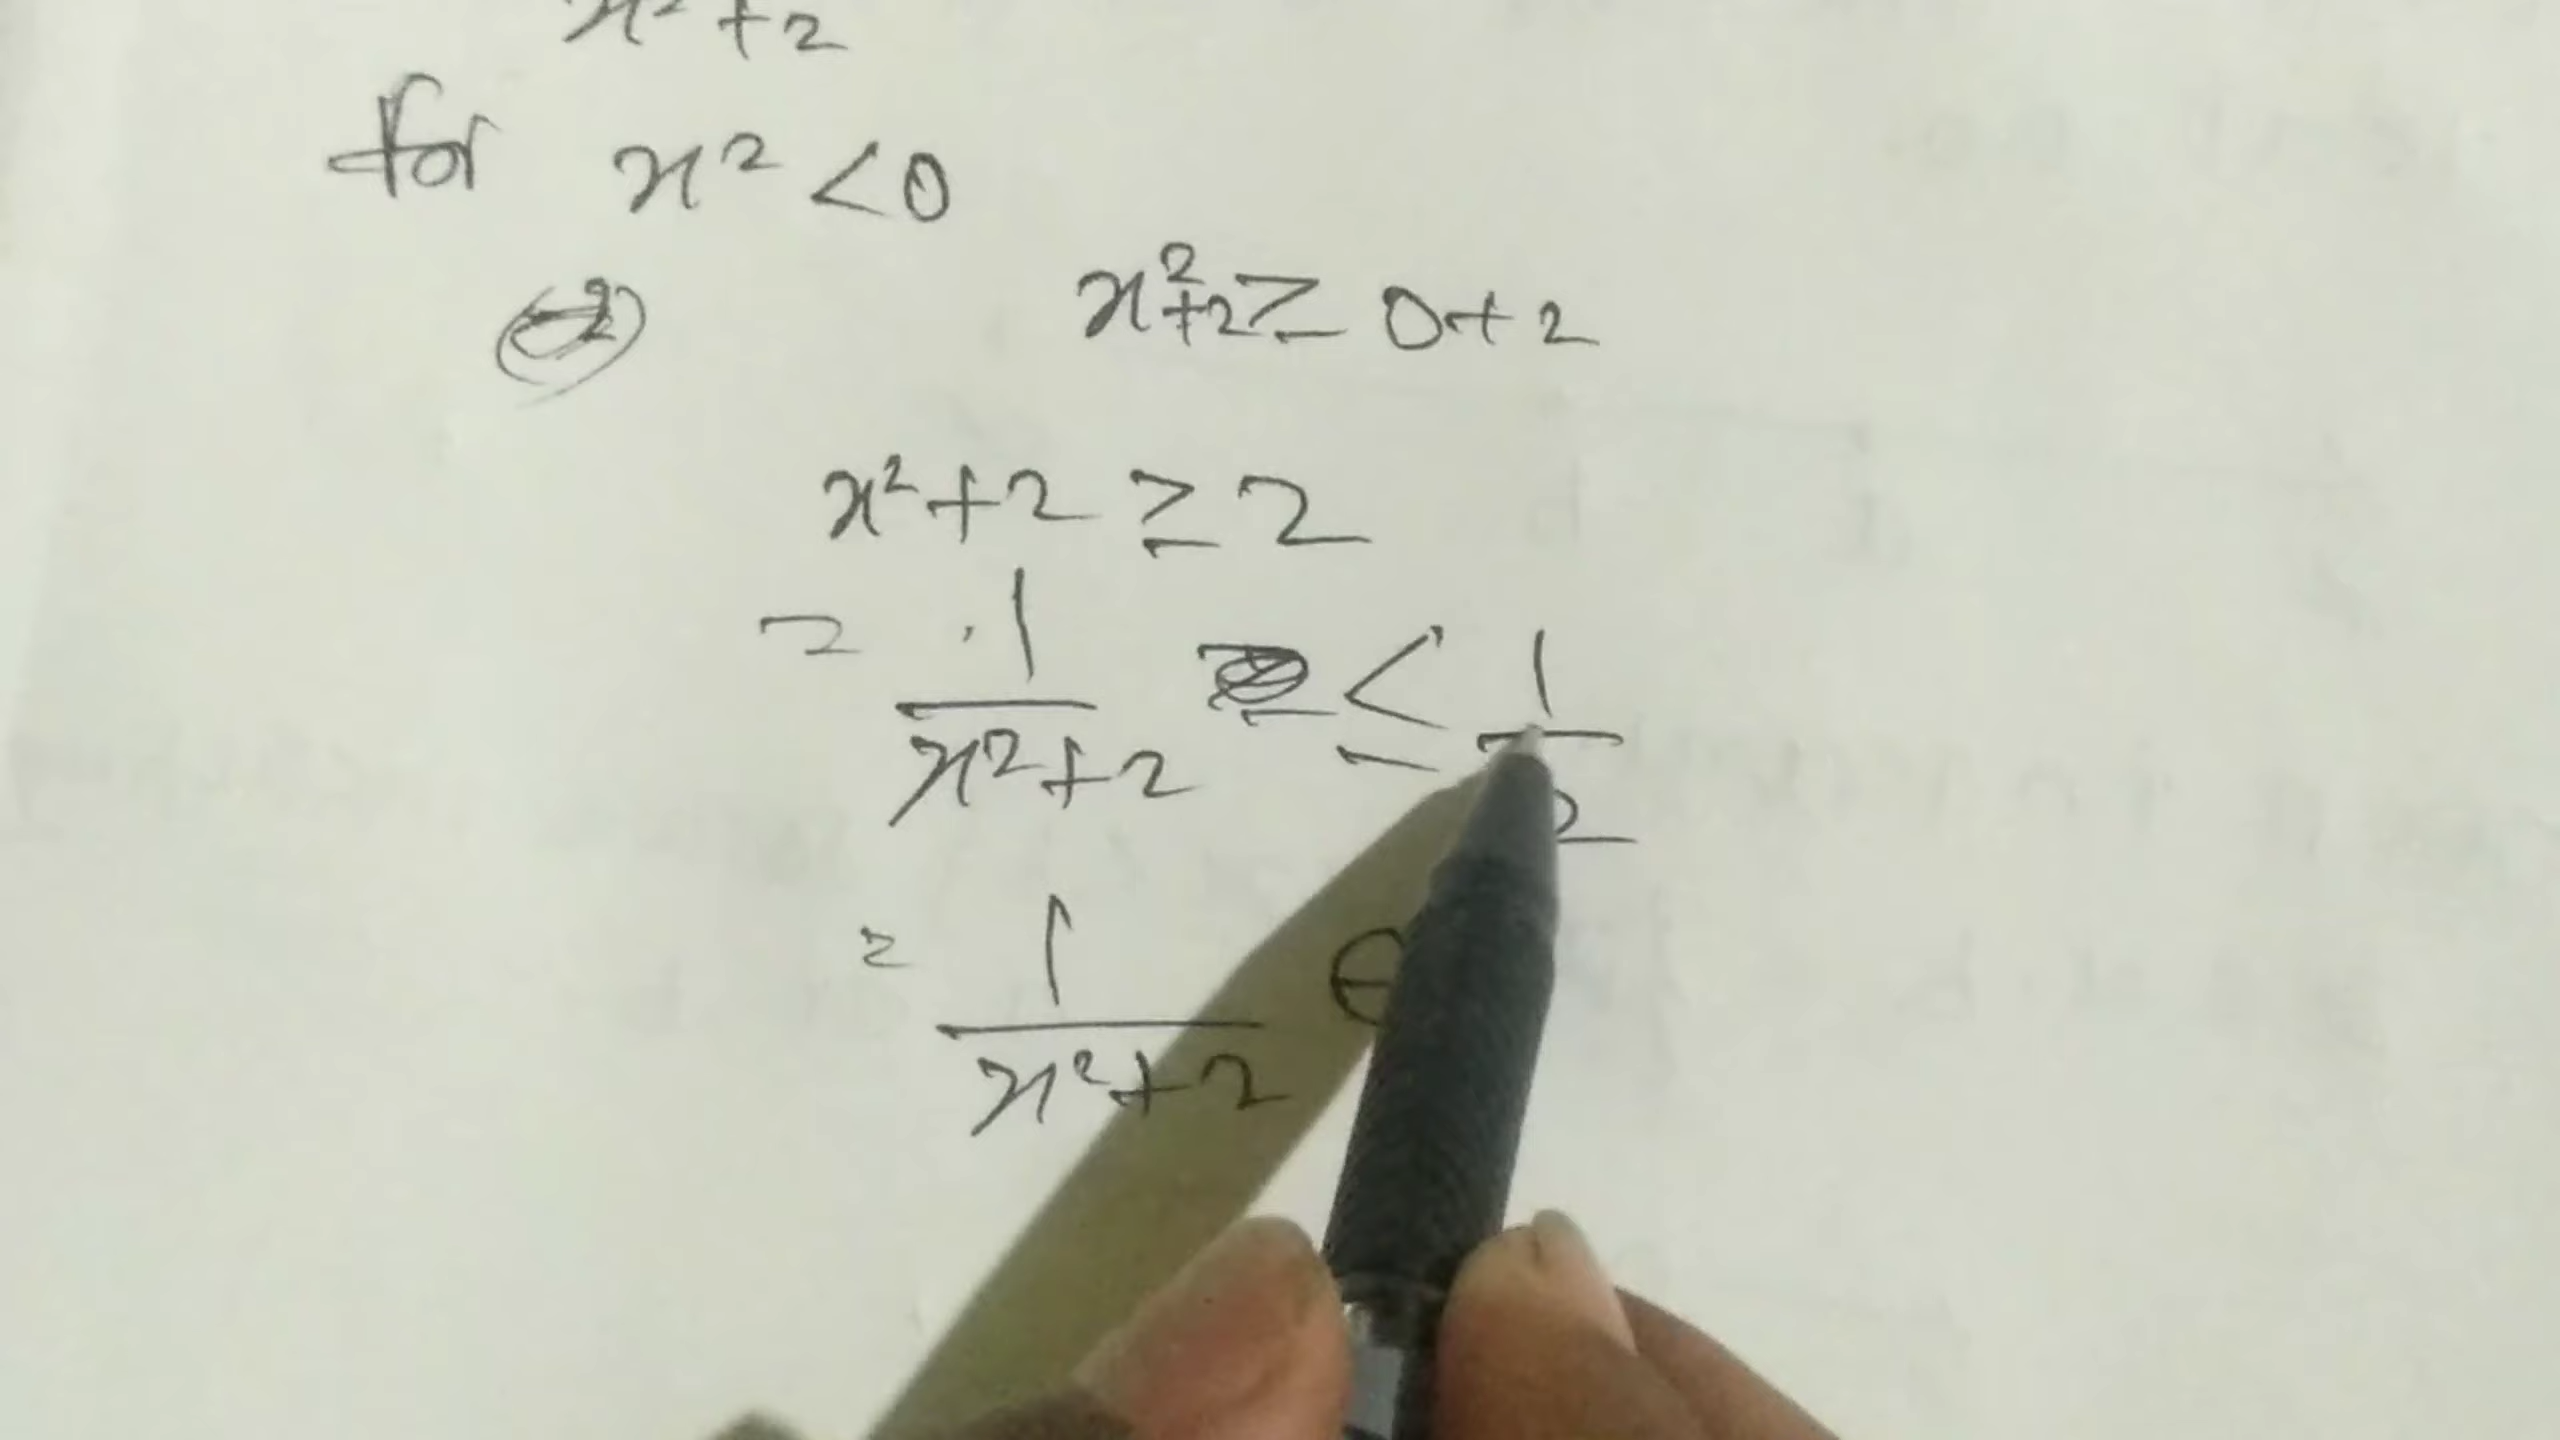 x² + 2
for x² < 0
x² + 2 ≥ 0 + 2
x² + 2 ≥ 2
= 1/(x² + 2) ≤ 1/2
= 1/(x² + 2) ∈